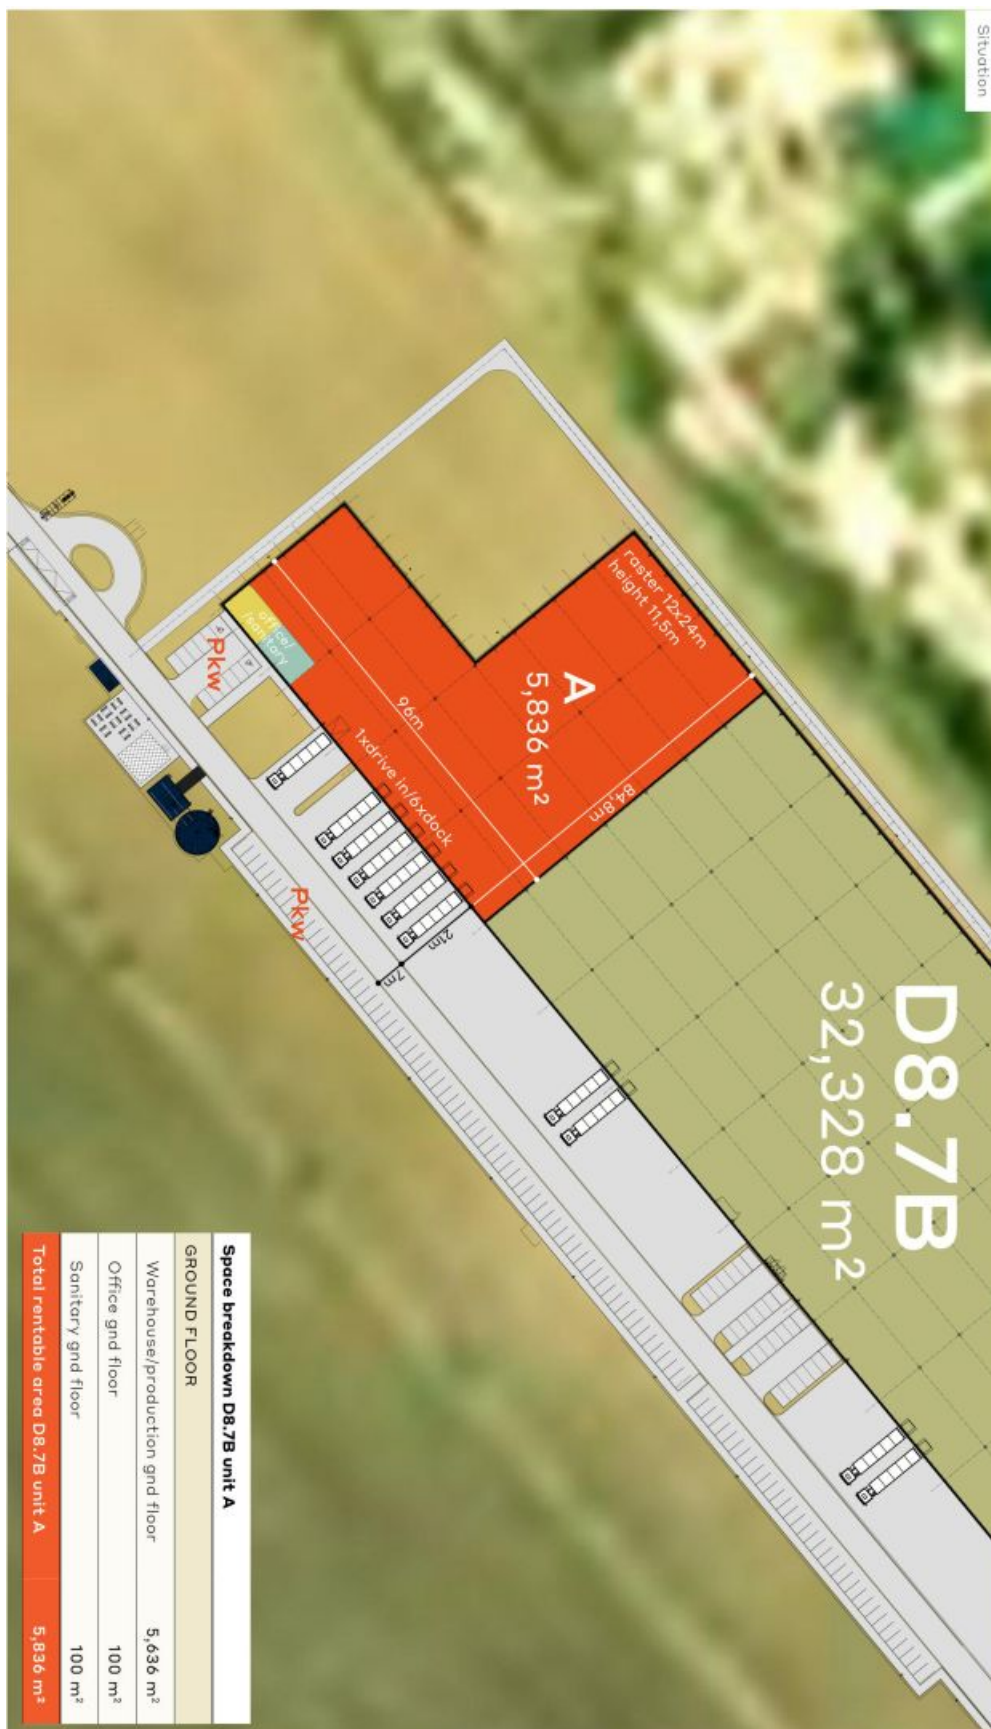 Situation
D8.7B
32,328 m²
raster 12x24m
height 11,5m
A
5,836 m²
84,8m
96m
1xdrive in/6xdock
office/
/sanitary
Pkw
Pkw
21m
7m
Space breakdown D8.7B unit A
GROUND FLOOR
Warehouse/production gnd floor 5,636 m²
Office gnd floor 100 m²
Sanitary gnd floor 100 m²
Total rentable area D8.7B unit A 5,836 m²